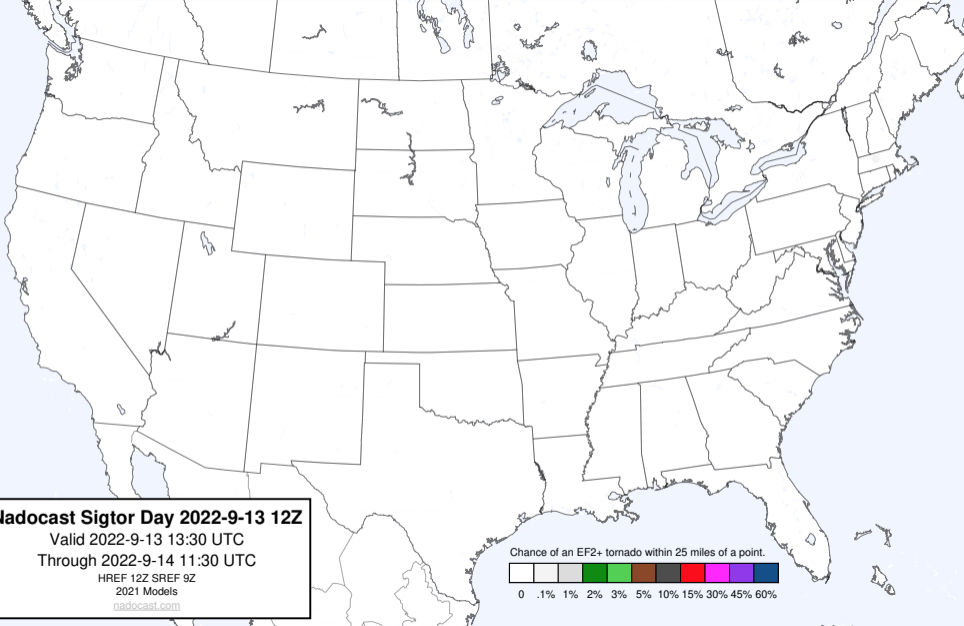 Nadocast Sigtor Day 2022-9-13 12Z
Valid 2022-9-13 13:30 UTC
Through 2022-9-14 11:30 UTC
HREF 12Z SREF 9Z
2021 Models
nadocast.com
Chance of an EF2+ tornado within 25 miles of a point.
0 .1% 1% 2% 3% 5% 10% 15% 30% 45% 60%